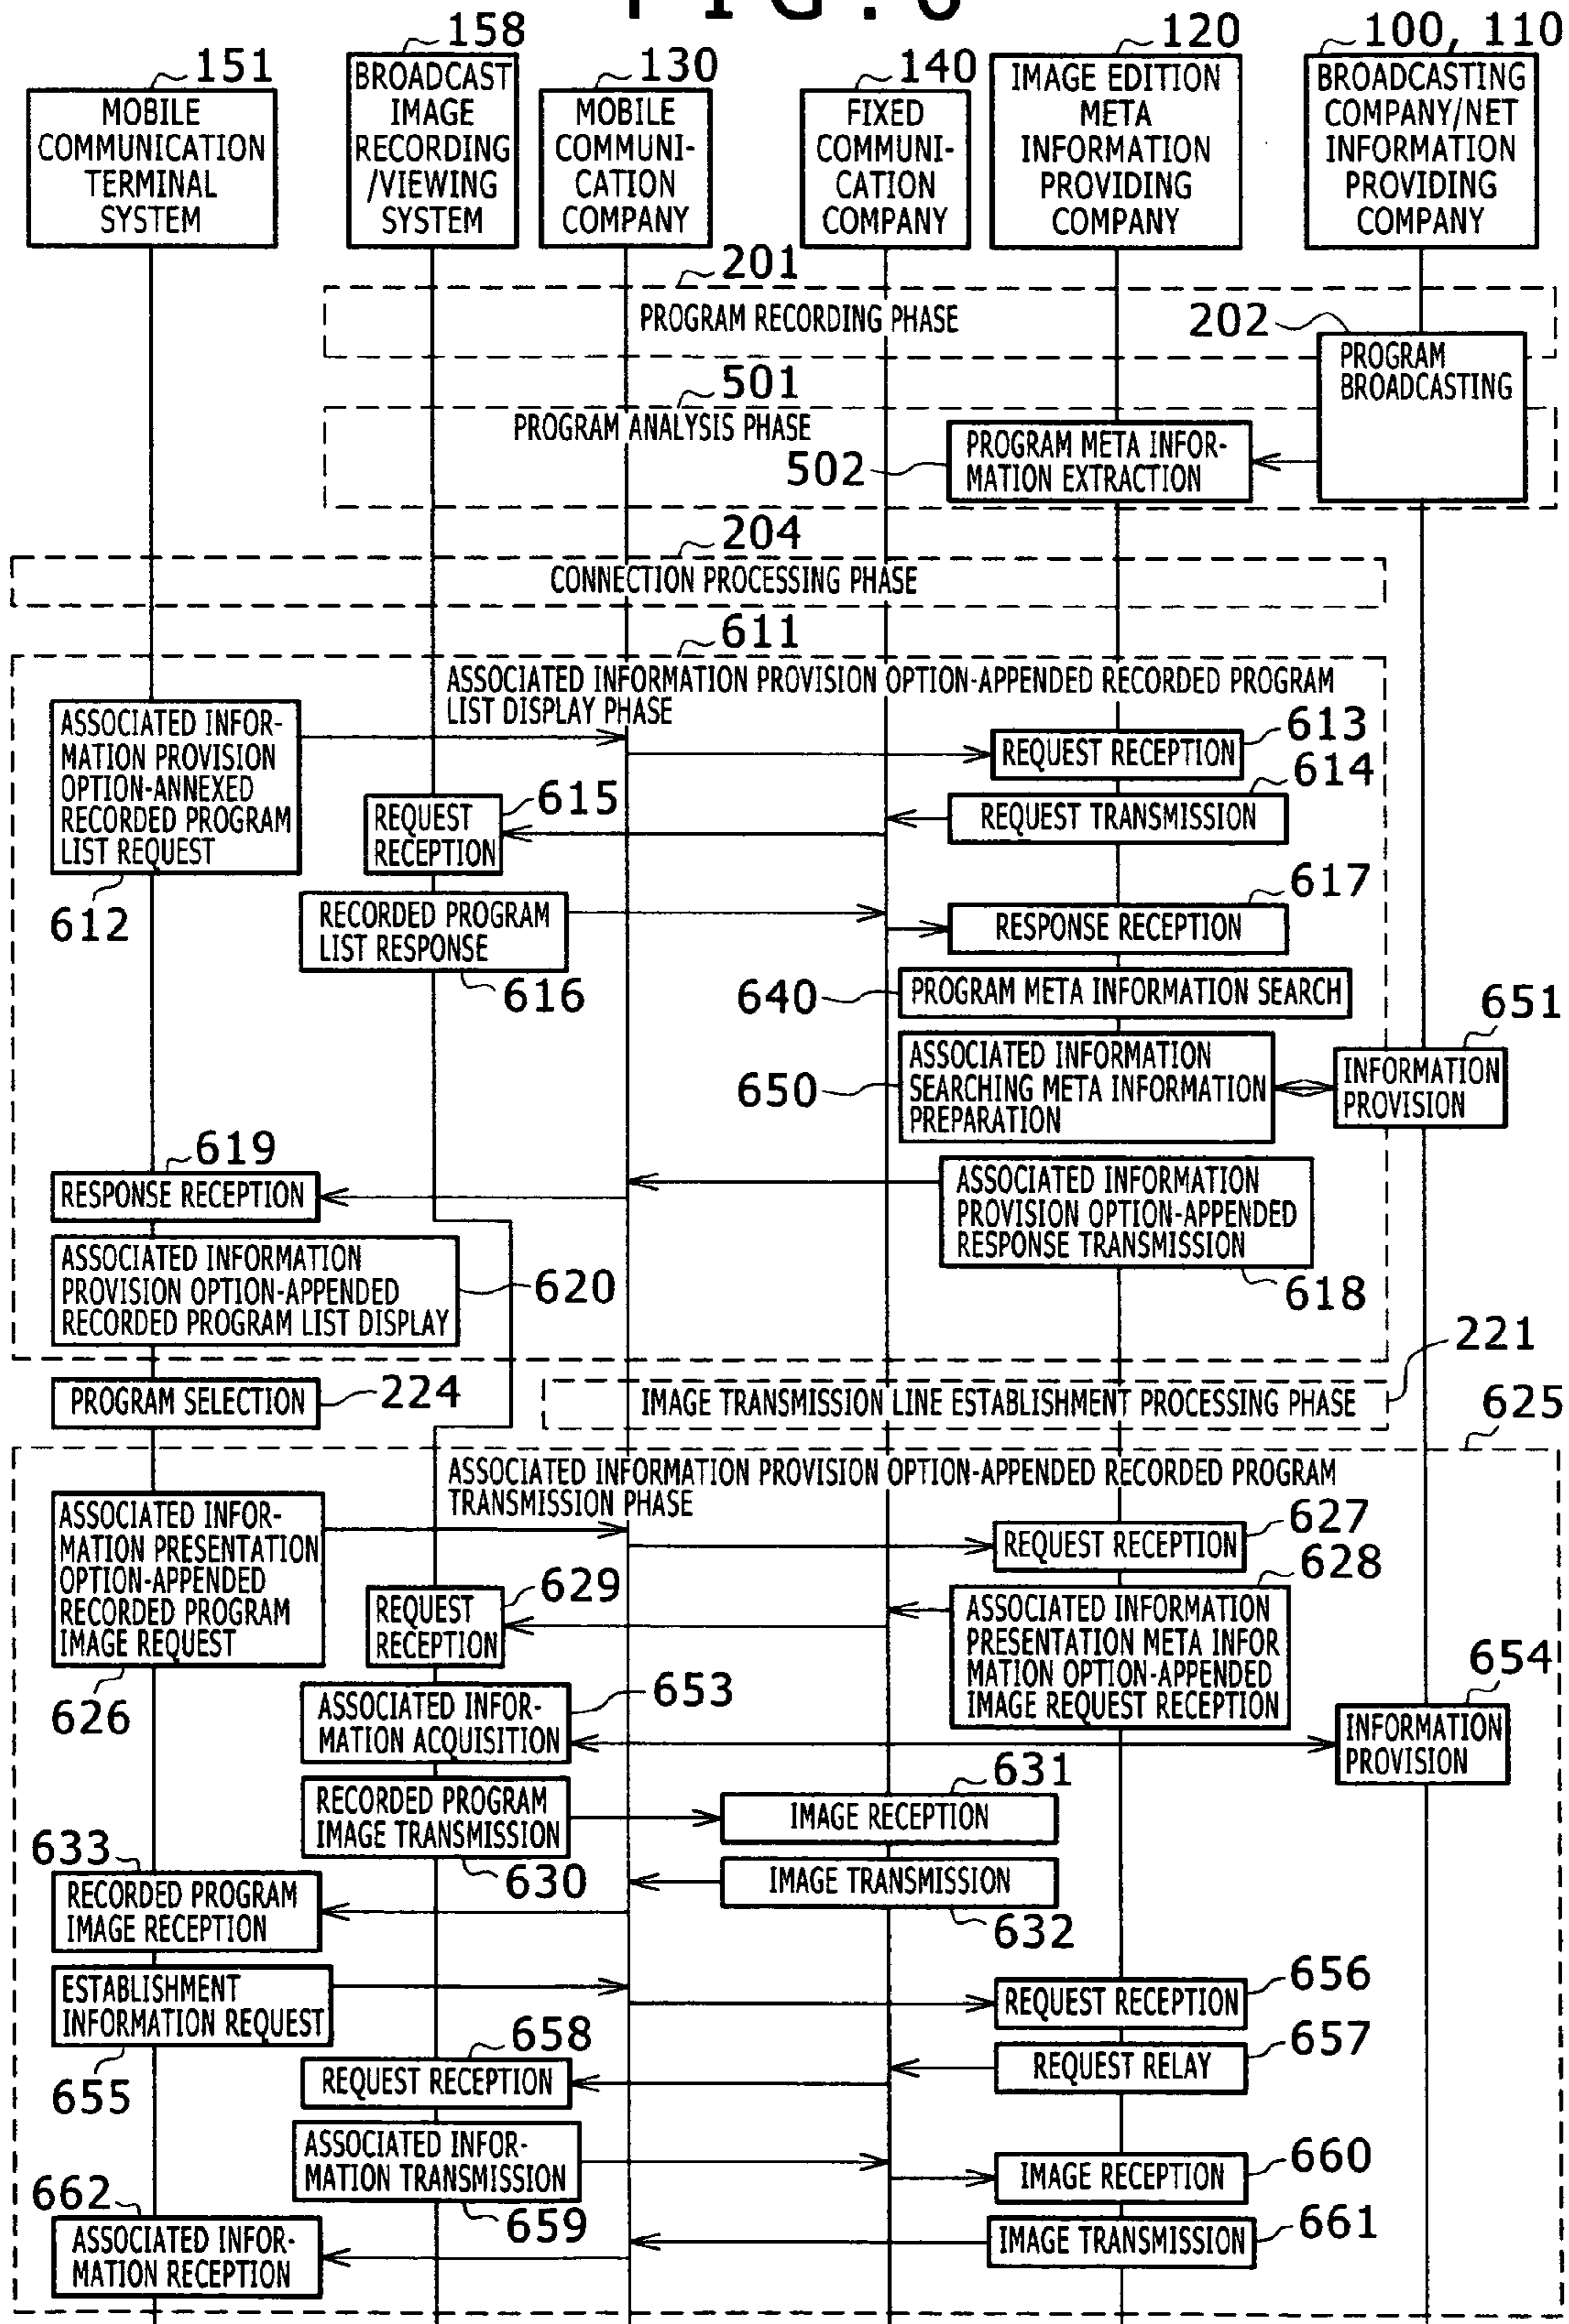 FIG. 6
151
MOBILE
COMMUNICATION
TERMINAL
SYSTEM
158
BROADCAST
IMAGE
RECORDING
/VIEWING
SYSTEM
130
MOBILE
COMMUNI-
CATION
COMPANY
140
FIXED
COMMUNI-
CATION
COMPANY
120
IMAGE EDITION
META
INFORMATION
PROVIDING
COMPANY
100, 110
BROADCASTING
COMPANY/NET
INFORMATION
PROVIDING
COMPANY
201
PROGRAM RECORDING PHASE
202
PROGRAM
BROADCASTING
501
PROGRAM ANALYSIS PHASE
502
PROGRAM META INFOR-
MATION EXTRACTION
204
CONNECTION PROCESSING PHASE
611
ASSOCIATED INFORMATION PROVISION OPTION-APPENDED RECORDED PROGRAM
LIST DISPLAY PHASE
ASSOCIATED INFOR-
MATION PROVISION
OPTION-ANNEXED
RECORDED PROGRAM
LIST REQUEST
612
REQUEST RECEPTION
613
614
REQUEST TRANSMISSION
615
REQUEST
RECEPTION
RECORDED PROGRAM
LIST RESPONSE
616
617
RESPONSE RECEPTION
640
PROGRAM META INFORMATION SEARCH
650
ASSOCIATED INFORMATION
SEARCHING META INFORMATION
PREPARATION
651
INFORMATION
PROVISION
619
RESPONSE RECEPTION
ASSOCIATED INFORMATION
PROVISION OPTION-APPENDED
RESPONSE TRANSMISSION
618
ASSOCIATED INFORMATION
PROVISION OPTION-APPENDED
RECORDED PROGRAM LIST DISPLAY
620
PROGRAM SELECTION
224
221
IMAGE TRANSMISSION LINE ESTABLISHMENT PROCESSING PHASE
625
ASSOCIATED INFORMATION PROVISION OPTION-APPENDED RECORDED PROGRAM
TRANSMISSION PHASE
ASSOCIATED INFOR-
MATION PRESENTATION
OPTION-APPENDED
RECORDED PROGRAM
IMAGE REQUEST
626
REQUEST RECEPTION
627
628
ASSOCIATED INFORMATION
PRESENTATION META INFOR
MATION OPTION-APPENDED
IMAGE REQUEST RECEPTION
629
REQUEST
RECEPTION
653
ASSOCIATED INFOR-
MATION ACQUISITION
654
INFORMATION
PROVISION
RECORDED PROGRAM
IMAGE TRANSMISSION
630
631
IMAGE RECEPTION
IMAGE TRANSMISSION
632
633
RECORDED PROGRAM
IMAGE RECEPTION
ESTABLISHMENT
INFORMATION REQUEST
655
REQUEST RECEPTION
656
REQUEST RELAY
657
658
REQUEST RECEPTION
ASSOCIATED INFOR-
MATION TRANSMISSION
659
IMAGE RECEPTION
660
IMAGE TRANSMISSION
661
662
ASSOCIATED INFOR-
MATION RECEPTION